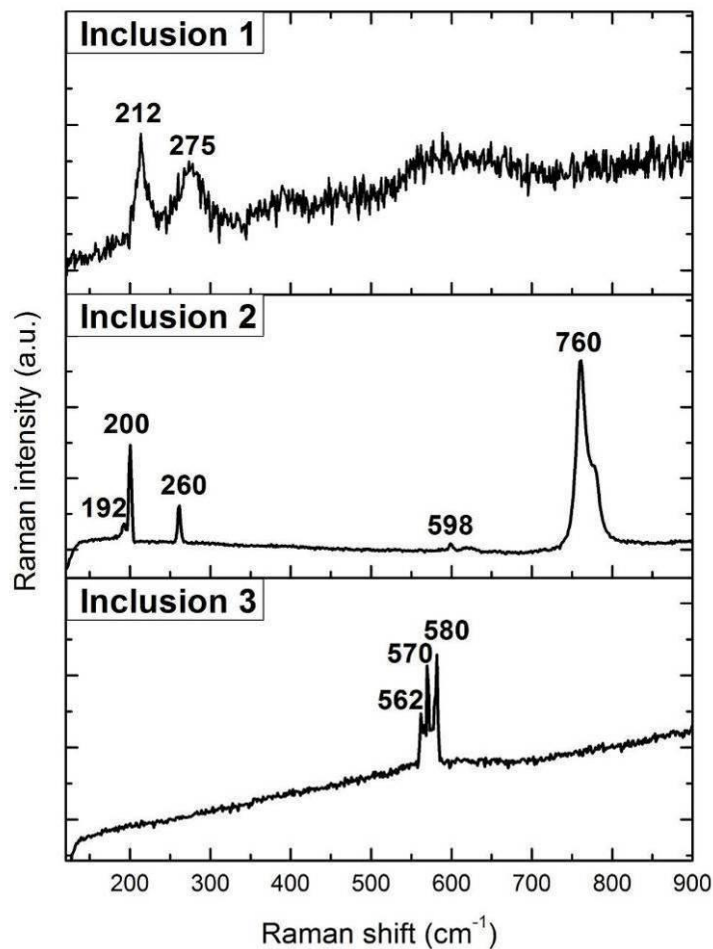 Inclusion 1
212
275
Inclusion 2
760
200
260
192
598
Inclusion 3
580
570
562
200 300 400 500 600 700 800 900
Raman shift (cm⁻¹)
Raman intensity (a.u.)